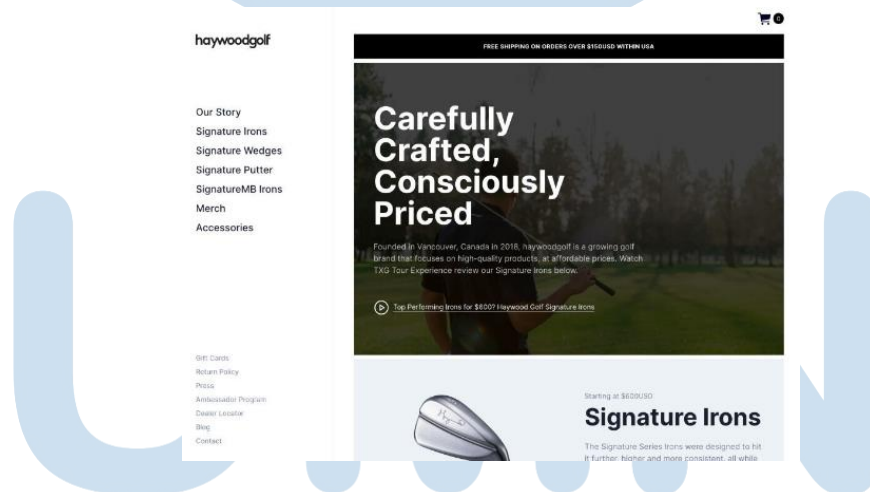 0
haywoodgolf
FREE SHIPPING ON ORDERS OVER $150USD WITHIN USA
Our Story
Signature Irons
Signature Wedges
Signature Putter
SignatureMB Irons
Merch
Accessories
Carefully
Crafted,
Consciously
Priced
Founded in Vancouver, Canada in 2018, haywoodgolf is a growing golf
brand that focuses on high-quality products, at affordable prices. Watch
TXG Tour Experience review our Signature Irons below.
Top Performing Irons for $600? Haywood Golf Signature Irons
Gift Cards
Return Policy
Press
Ambassador Program
Dealer Locator
Blog
Contact
Starting at $600USD
Signature Irons
The Signature Series Irons were designed to hit
it further, higher and more consistent, all while